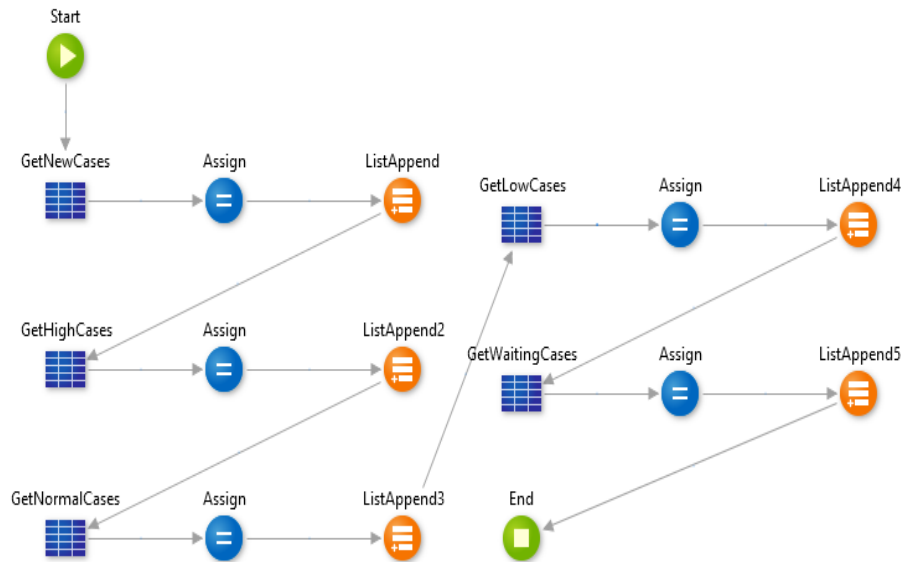 Start
GetNewCases
Assign
ListAppend
GetHighCases
Assign
ListAppend2
GetNormalCases
Assign
ListAppend3
GetLowCases
Assign
ListAppend4
GetWaitingCases
Assign
ListAppend5
End